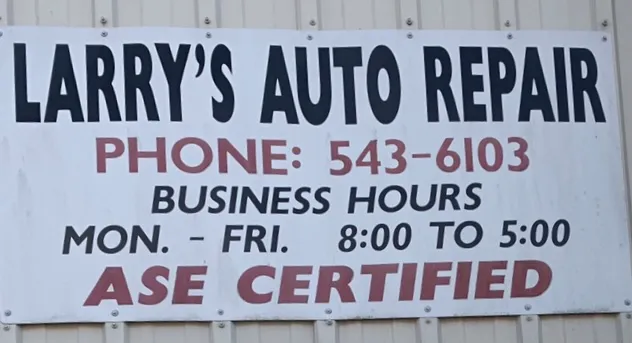 LARRY'S AUTO REPAIR
PHONE: 543-6103
BUSINESS HOURS
MON. - FRI. 8:00 TO 5:00
ASE CERTIFIED